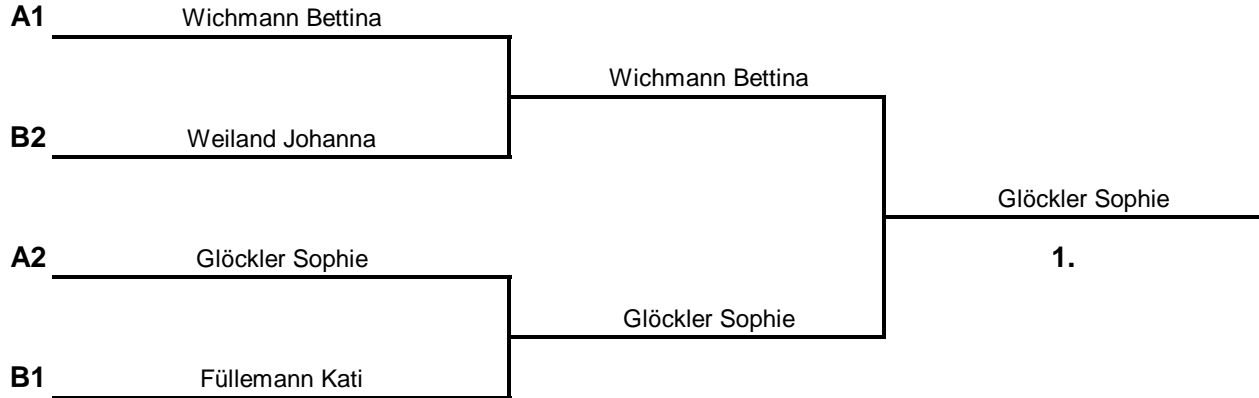 A1 Wichmann Bettina
Wichmann Bettina
B2 Weiland Johanna
Glöckler Sophie
A2 Glöckler Sophie
1.
Glöckler Sophie
B1 Füllemann Kati